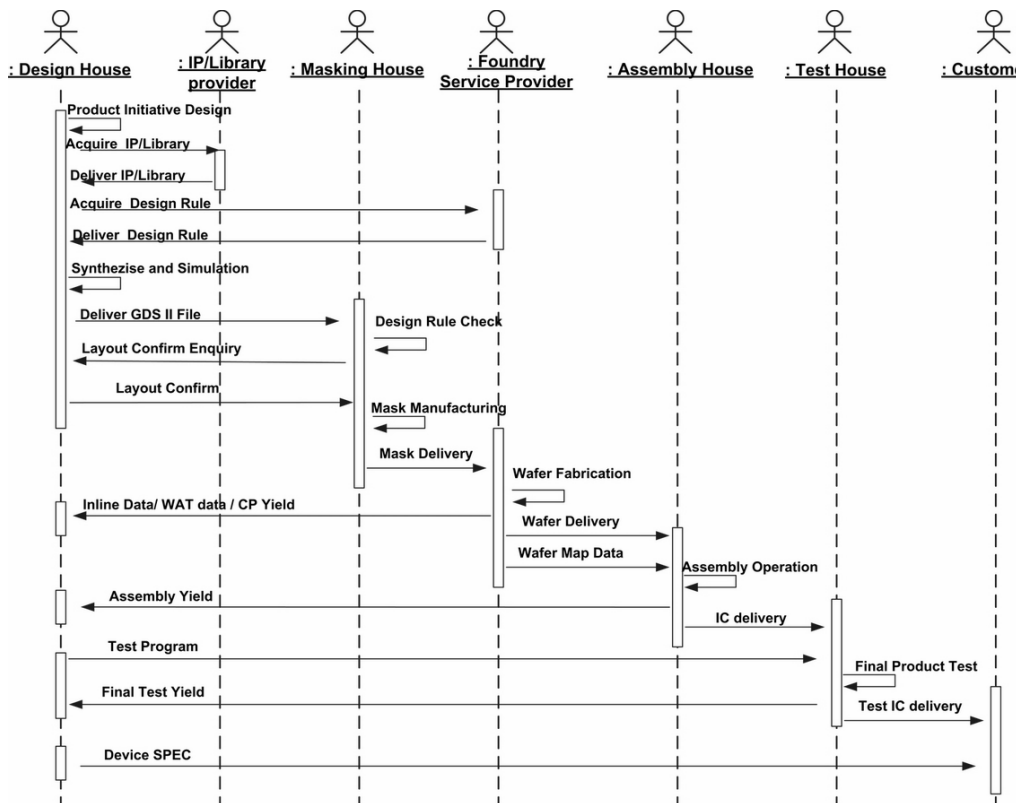 : Design House
: IP/Library
provider
: Masking House
: Foundry
Service Provider
: Assembly House
: Test House
: Custome
Product Initiative Design
Acquire IP/Library
Deliver IP/Library
Acquire Design Rule
Deliver Design Rule
Synthezise and Simulation
Deliver GDS II File
Design Rule Check
Layout Confirm Enquiry
Layout Confirm
Mask Manufacturing
Mask Delivery
Wafer Fabrication
Inline Data/ WAT data / CP Yield
Wafer Delivery
Wafer Map Data
Assembly Operation
Assembly Yield
IC delivery
Test Program
Final Product Test
Final Test Yield
Test IC delivery
Device SPEC